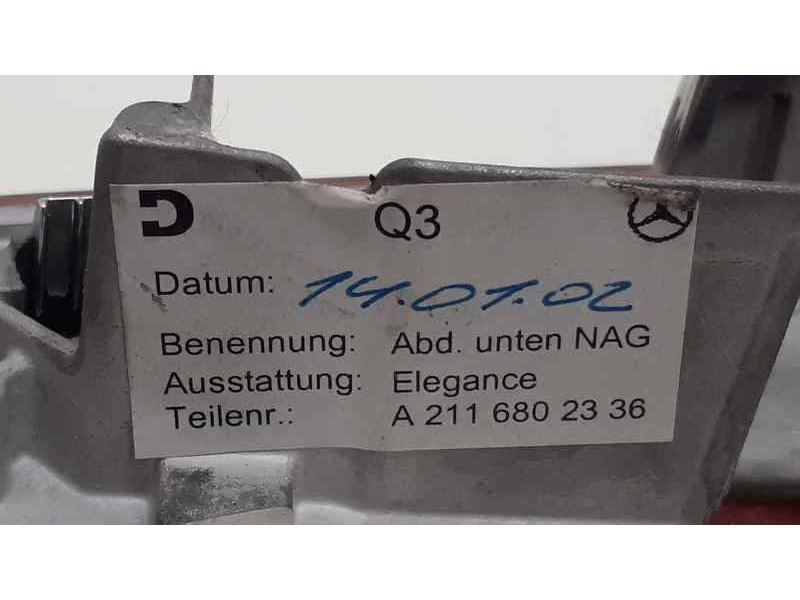 D Q3
Datum: 14.01.02
Benennung: Abd. unten NAG
Ausstattung: Elegance
Teilenr.: A 211 680 23 36